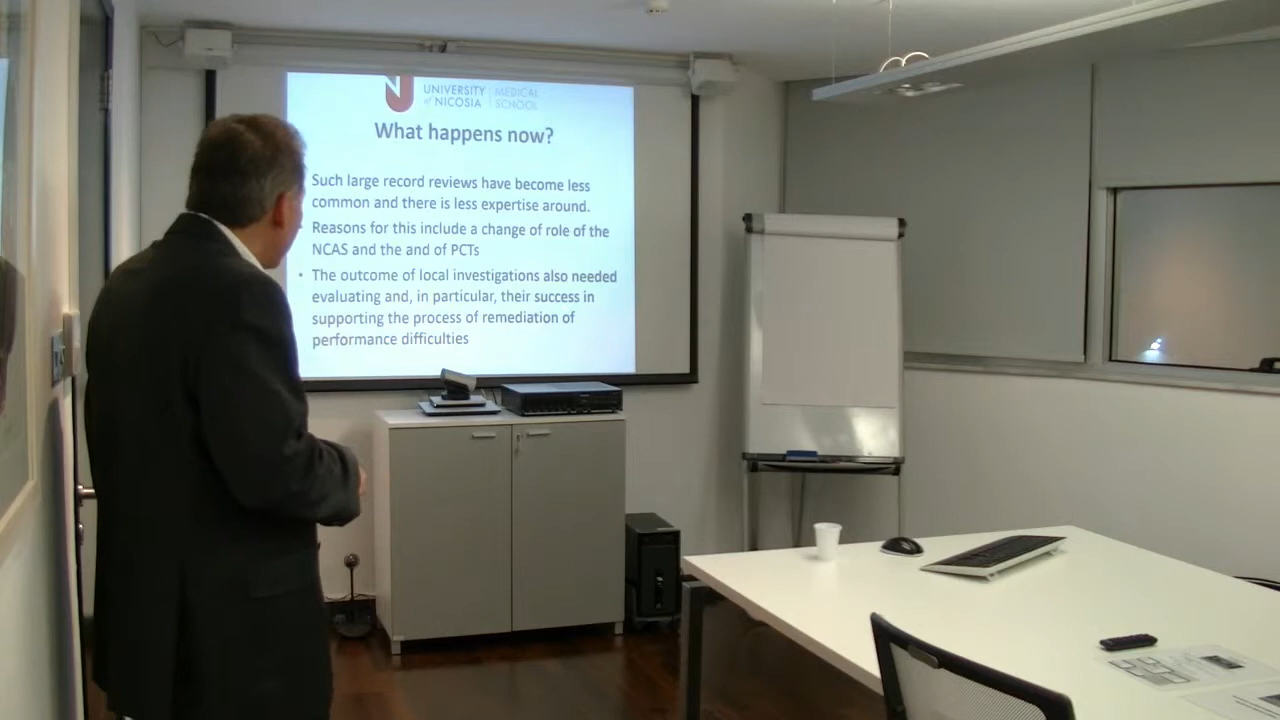 UNIVERSITY
of NICOSIA
MEDICAL
SCHOOL
What happens now?
Such large record reviews have become less
common and there is less expertise around.
Reasons for this include a change of role of the
NCAS and the and of PCTs
• The outcome of local investigations also needed
evaluating and, in particular, their success in
supporting the process of remediation of
performance difficulties